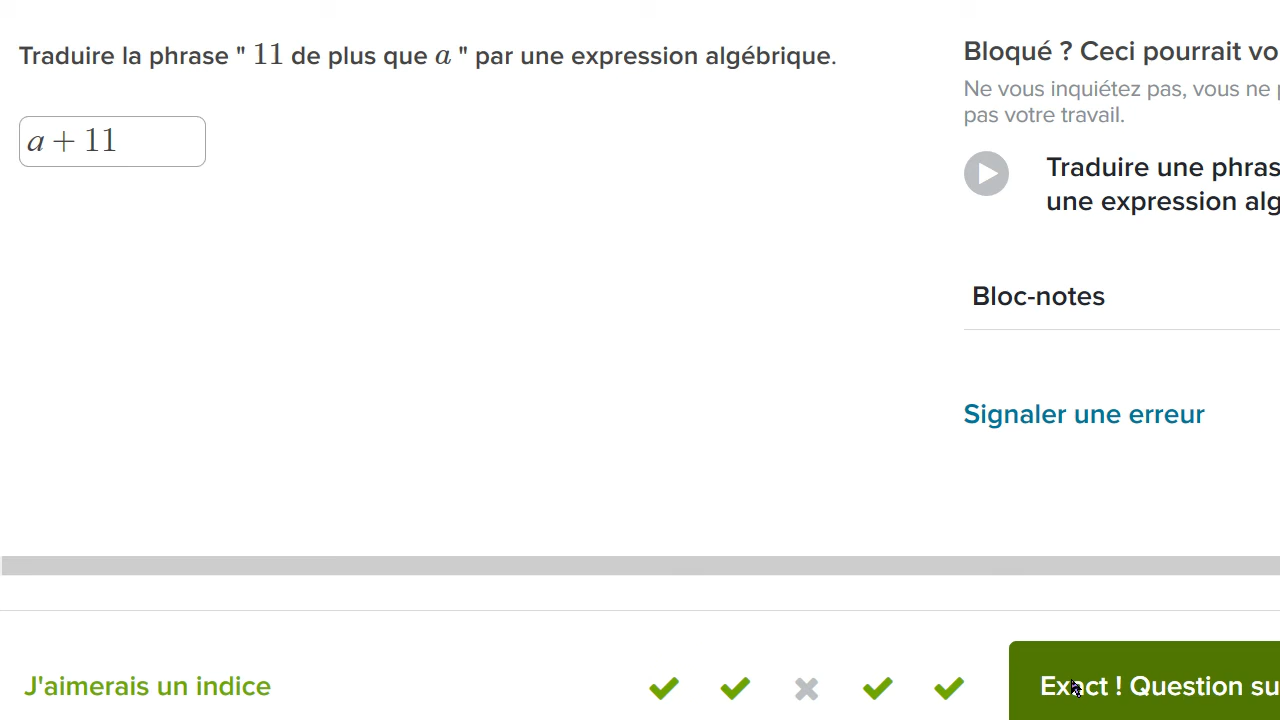 Traduire la phrase " 11 de plus que a " par une expression algébrique.
a + 11
Bloqué ? Ceci pourrait vo
Ne vous inquiétez pas, vous ne
pas votre travail.
Traduire une phras
une expression alg
Bloc-notes
Signaler une erreur
J'aimerais un indice
Exact ! Question su